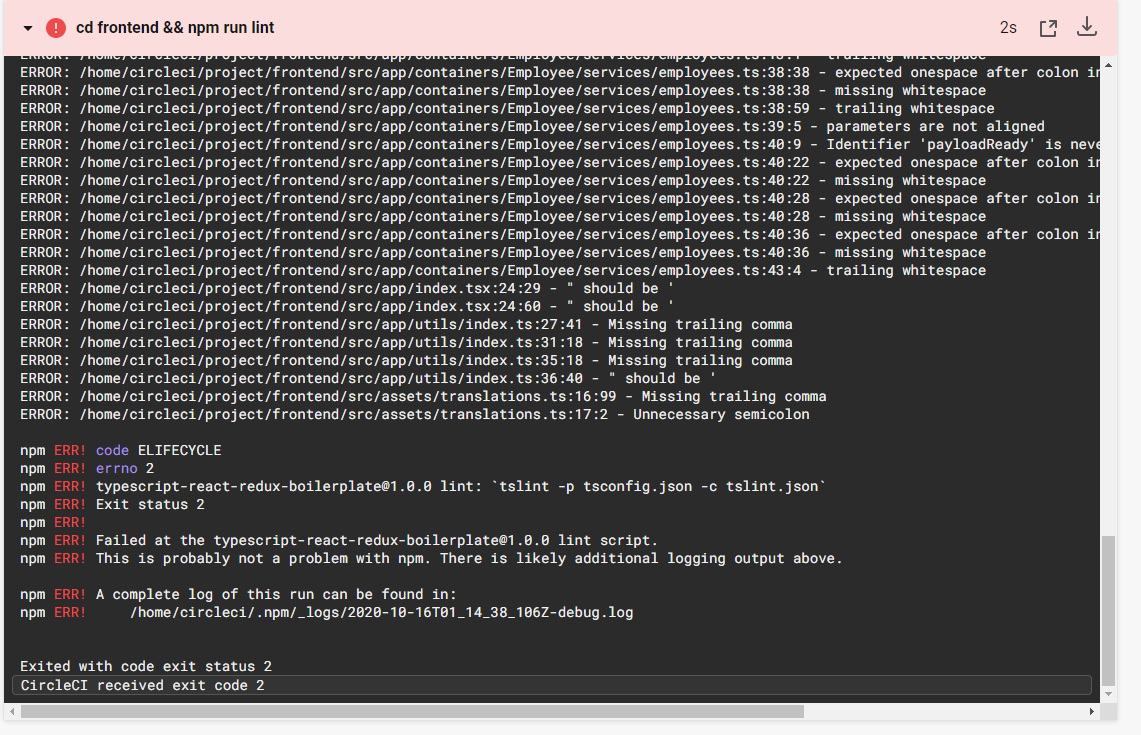 cd frontend && npm run lint
2s
ERROR: /home/circleci/project/frontend/src/app/containers/Employee/services/employees.ts:38:38 - expected onespace after colon in
ERROR: /home/circleci/project/frontend/src/app/containers/Employee/services/employees.ts:38:38 - missing whitespace
ERROR: /home/circleci/project/frontend/src/app/containers/Employee/services/employees.ts:38:59 - trailing whitespace
ERROR: /home/circleci/project/frontend/src/app/containers/Employee/services/employees.ts:39:5 - parameters are not aligned
ERROR: /home/circleci/project/frontend/src/app/containers/Employee/services/employees.ts:40:9 - Identifier 'payloadReady' is neve
ERROR: /home/circleci/project/frontend/src/app/containers/Employee/services/employees.ts:40:22 - expected onespace after colon in
ERROR: /home/circleci/project/frontend/src/app/containers/Employee/services/employees.ts:40:22 - missing whitespace
ERROR: /home/circleci/project/frontend/src/app/containers/Employee/services/employees.ts:40:28 - expected onespace after colon in
ERROR: /home/circleci/project/frontend/src/app/containers/Employee/services/employees.ts:40:28 - missing whitespace
ERROR: /home/circleci/project/frontend/src/app/containers/Employee/services/employees.ts:40:36 - expected onespace after colon in
ERROR: /home/circleci/project/frontend/src/app/containers/Employee/services/employees.ts:40:36 - missing whitespace
ERROR: /home/circleci/project/frontend/src/app/containers/Employee/services/employees.ts:43:4 - trailing whitespace
ERROR: /home/circleci/project/frontend/src/app/index.tsx:24:29 - " should be '
ERROR: /home/circleci/project/frontend/src/app/index.tsx:24:60 - " should be '
ERROR: /home/circleci/project/frontend/src/app/utils/index.ts:27:41 - Missing trailing comma
ERROR: /home/circleci/project/frontend/src/app/utils/index.ts:31:18 - Missing trailing comma
ERROR: /home/circleci/project/frontend/src/app/utils/index.ts:35:18 - Missing trailing comma
ERROR: /home/circleci/project/frontend/src/app/utils/index.ts:36:40 - " should be '
ERROR: /home/circleci/project/frontend/src/assets/translations.ts:16:99 - Missing trailing comma
ERROR: /home/circleci/project/frontend/src/assets/translations.ts:17:2 - Unnecessary semicolon
npm ERR! code ELIFECYCLE
npm ERR! errno 2
npm ERR! typescript-react-redux-boilerplate@1.0.0 lint: `tslint -p tsconfig.json -c tslint.json`
npm ERR! Exit status 2
npm ERR!
npm ERR! Failed at the typescript-react-redux-boilerplate@1.0.0 lint script.
npm ERR! This is probably not a problem with npm. There is likely additional logging output above.
npm ERR! A complete log of this run can be found in:
npm ERR!     /home/circleci/.npm/_logs/2020-10-16T01_14_38_106Z-debug.log
Exited with code exit status 2
CircleCI received exit code 2